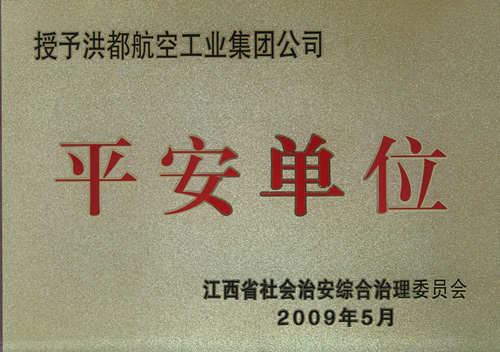 授予洪都航空工业集团公司
平安单位
江西省社会治安综合治理委员会
2009年5月